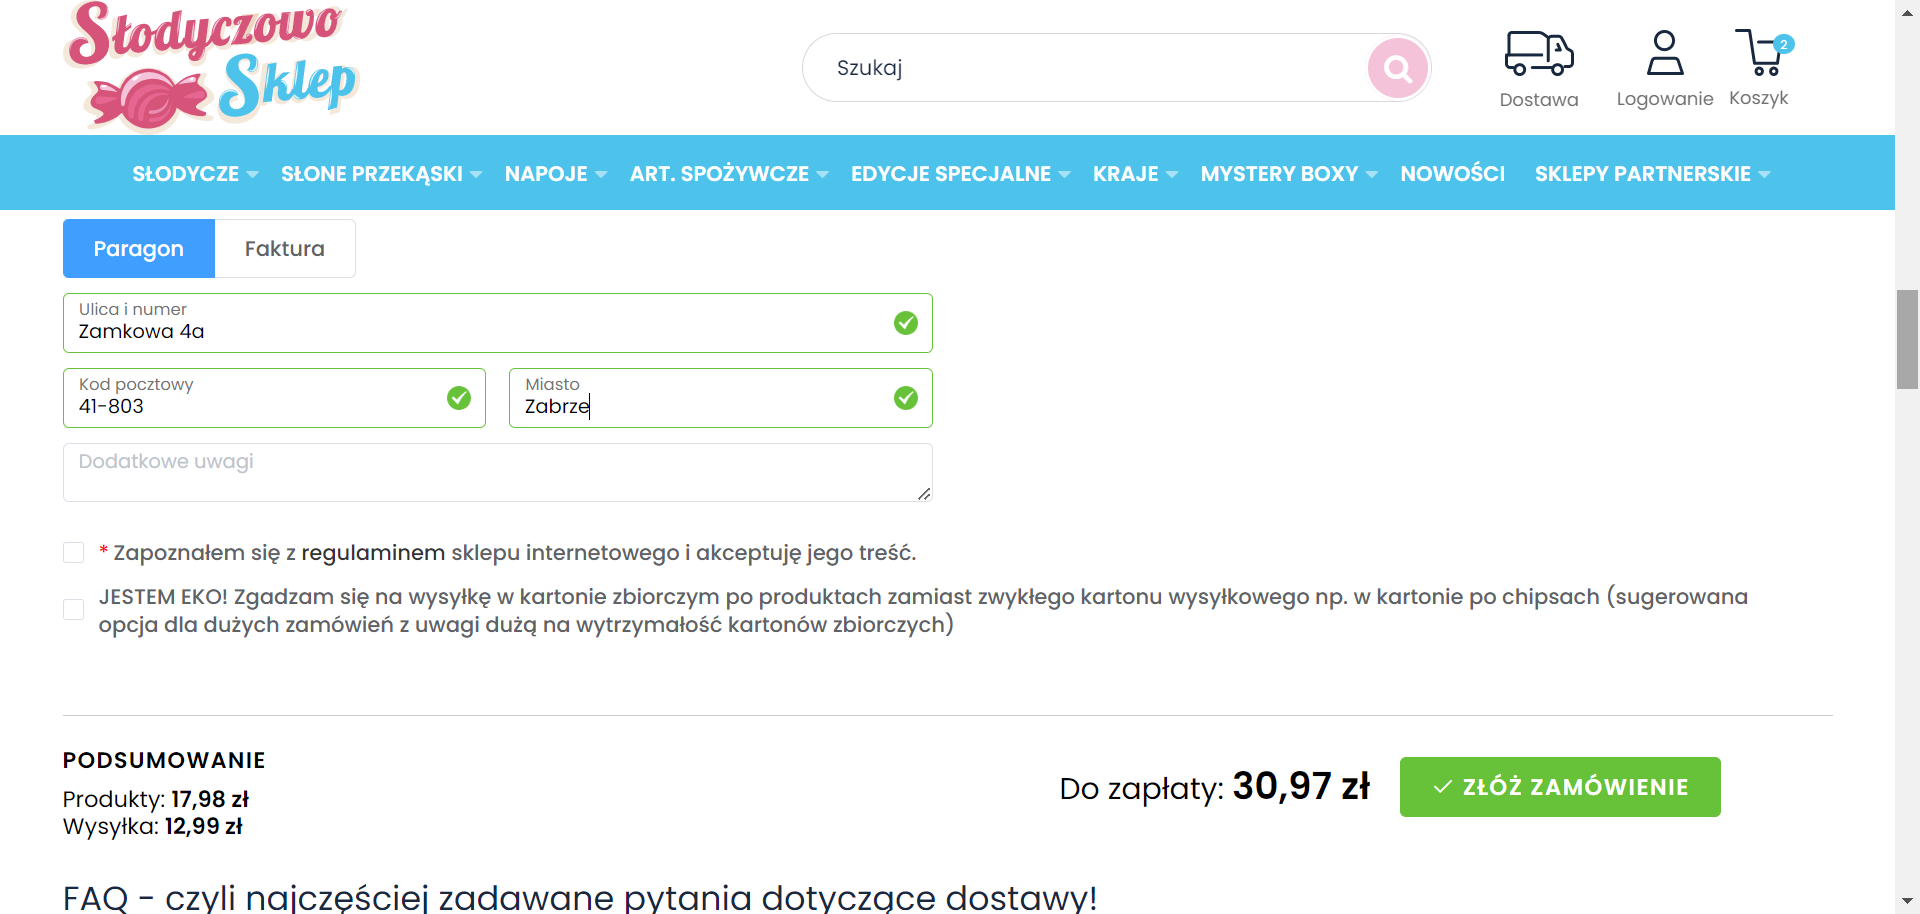 Słodyczowo
Sklep
Szukaj
Dostawa
Logowanie
2
Koszyk
SŁODYCZE
SŁONE PRZEKĄSKI
NAPOJE
ART. SPOŻYWCZE
EDYCJE SPECJALNE
KRAJE
MYSTERY BOXY
NOWOŚCI
SKLEPY PARTNERSKIE
Paragon
Faktura
Ulica i numer
Zamkowa 4a
Kod pocztowy
41-803
Miasto
Zabrze
Dodatkowe uwagi
* Zapoznałem się z regulaminem sklepu internetowego i akceptuję jego treść.
JESTEM EKO! Zgadzam się na wysyłkę w kartonie zbiorczym po produktach zamiast zwykłego kartonu wysyłkowego np. w kartonie po chipsach (sugerowana
opcja dla dużych zamówień z uwagi dużą na wytrzymałość kartonów zbiorczych)
PODSUMOWANIE
Produkty: 17,98 zł
Wysyłka: 12,99 zł
Do zapłaty: 30,97 zł
ZŁÓŻ ZAMÓWIENIE
FAQ - czyli najczęściej zadawane pytania dotyczące dostawy!